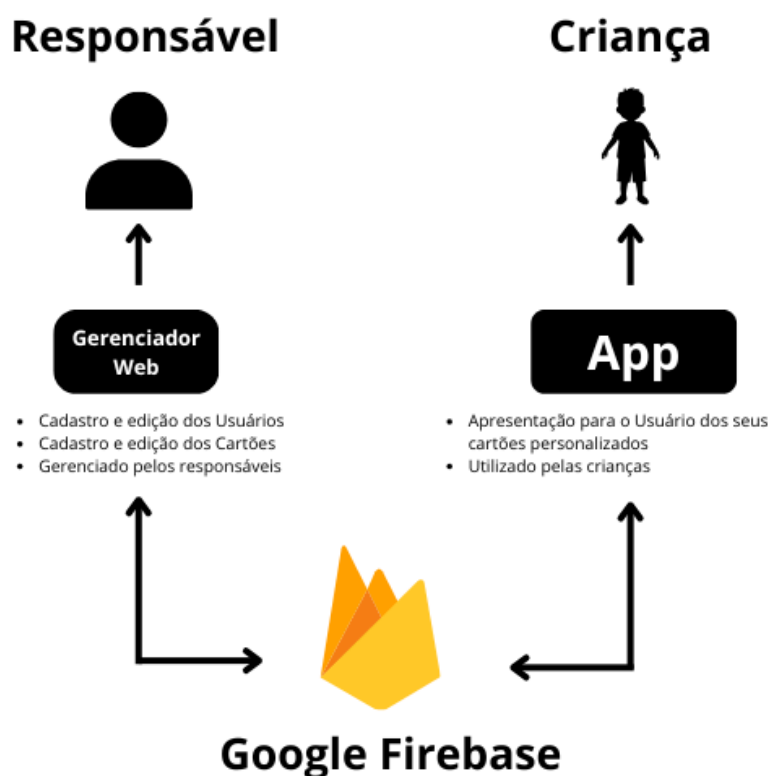 Responsável
Criança
Gerenciador
Web
App
• Cadastro e edição dos Usuários
• Cadastro e edição dos Cartões
• Gerenciado pelos responsáveis
• Apresentação para o Usuário dos seus
cartões personalizados
• Utilizado pelas crianças
Google Firebase